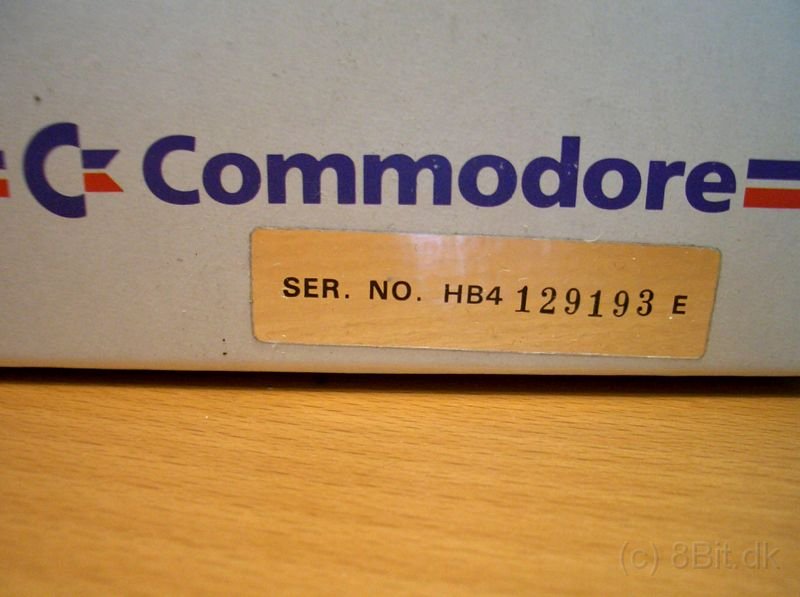 Commodore
SER. NO. HB4 129193 E
(c) 8Bit.dk